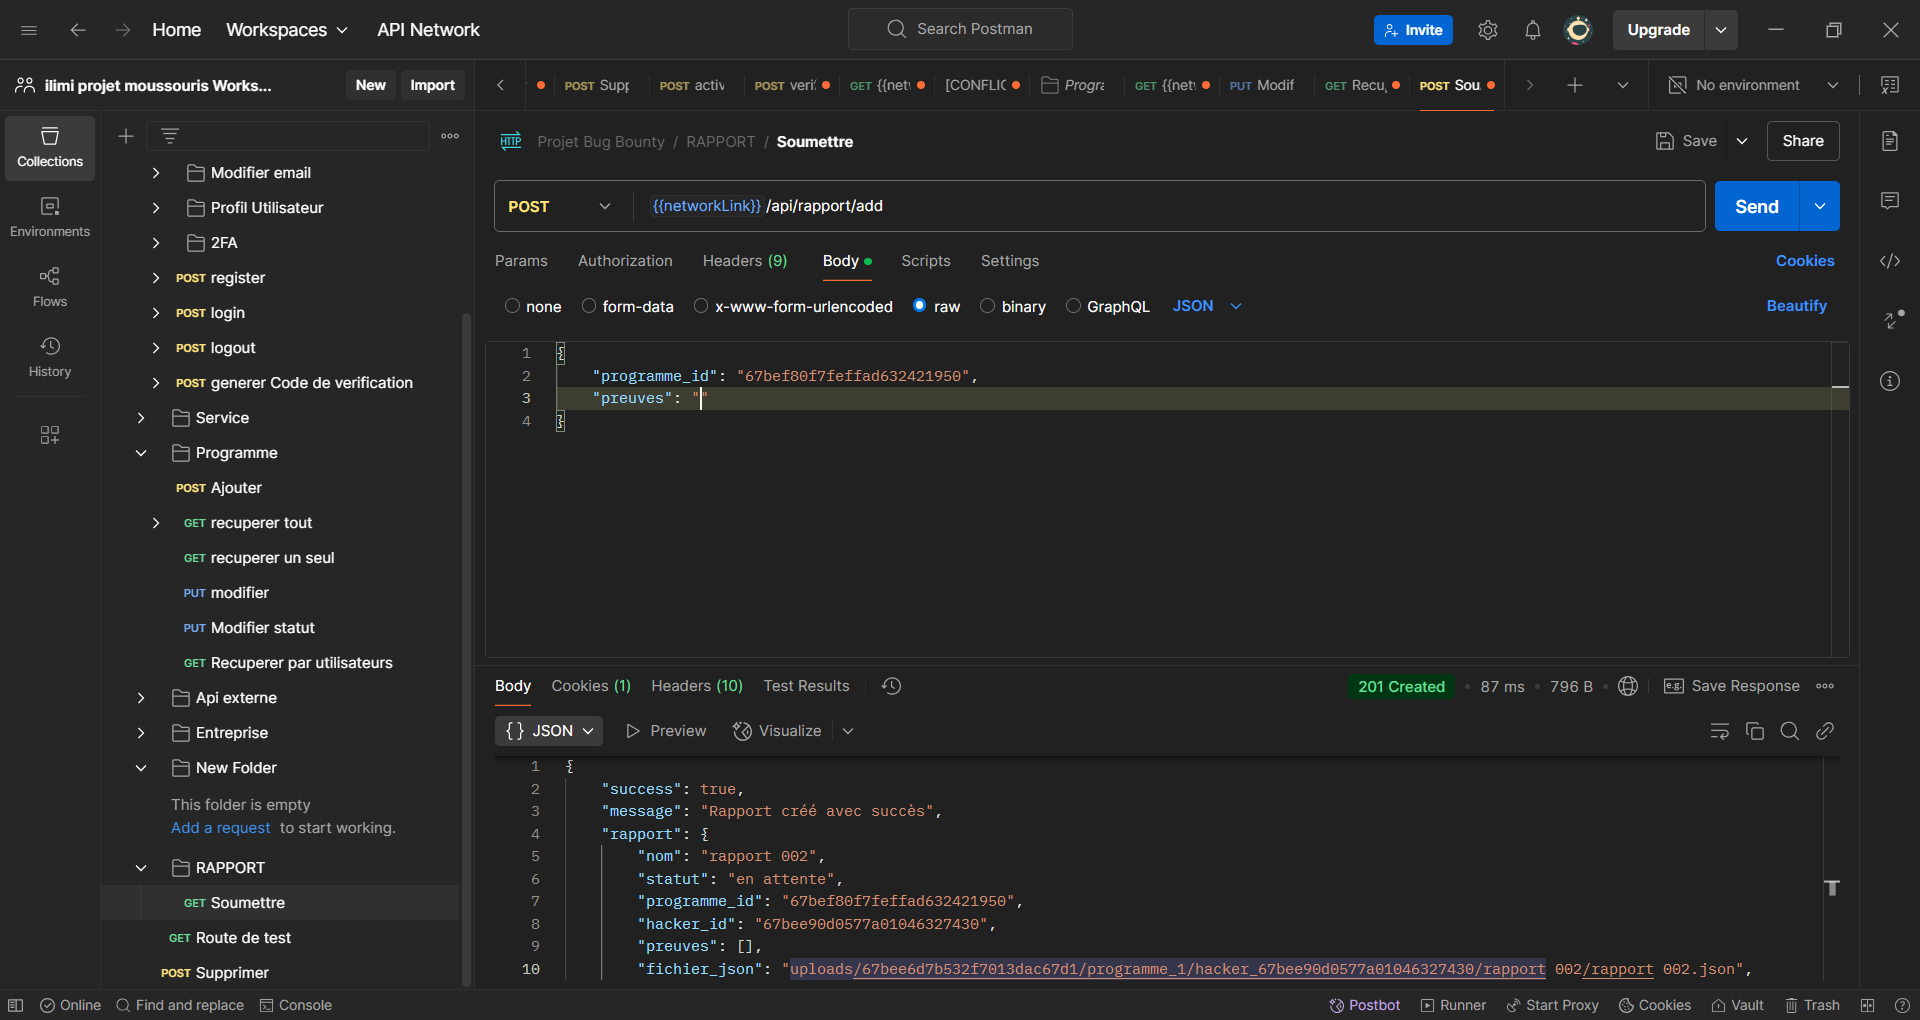 Home Workspaces API Network Search Postman Invite Upgrade
ilimi projet moussouris Works... New Import
POST Supp POST activ POST veri GET {{net [CONFLIC Progra GET {{net PUT Modif GET Recu POST Sou No environment
Collections
Environments
Flows
History
Modifier email
Profil Utilisateur
2FA
POST register
POST login
POST logout
POST generer Code de verification
Service
Programme
POST Ajouter
GET recuperer tout
GET recuperer un seul
PUT modifier
PUT Modifier statut
GET Recuperer par utilisateurs
Api externe
Entreprise
New Folder
This folder is empty
Add a request to start working.
RAPPORT
GET Soumettre
GET Route de test
POST Supprimer
HTTP Projet Bug Bounty / RAPPORT / Soumettre Save Share
POST {{networkLink}} /api/rapport/add Send
Params Authorization Headers (9) Body Scripts Settings Cookies
none form-data x-www-form-urlencoded raw binary GraphQL JSON Beautify
1 {
2 "programme_id": "67bef80f7feffad632421950",
3 "preuves": ""
4 }
Body Cookies (1) Headers (10) Test Results 201 Created 87 ms 796 B e.g. Save Response
{} JSON Preview Visualize
1 {
2 "success": true,
3 "message": "Rapport créé avec succès",
4 "rapport": {
5 "nom": "rapport 002",
6 "statut": "en attente",
7 "programme_id": "67bef80f7feffad632421950",
8 "hacker_id": "67bee90d0577a01046327430",
9 "preuves": [],
10 "fichier_json": "uploads/67bee6d7b532f7013dac67d1/programme_1/hacker_67bee90d0577a01046327430/rapport 002/rapport 002.json",
Online Find and replace Console Postbot Runner Start Proxy Cookies Vault Trash